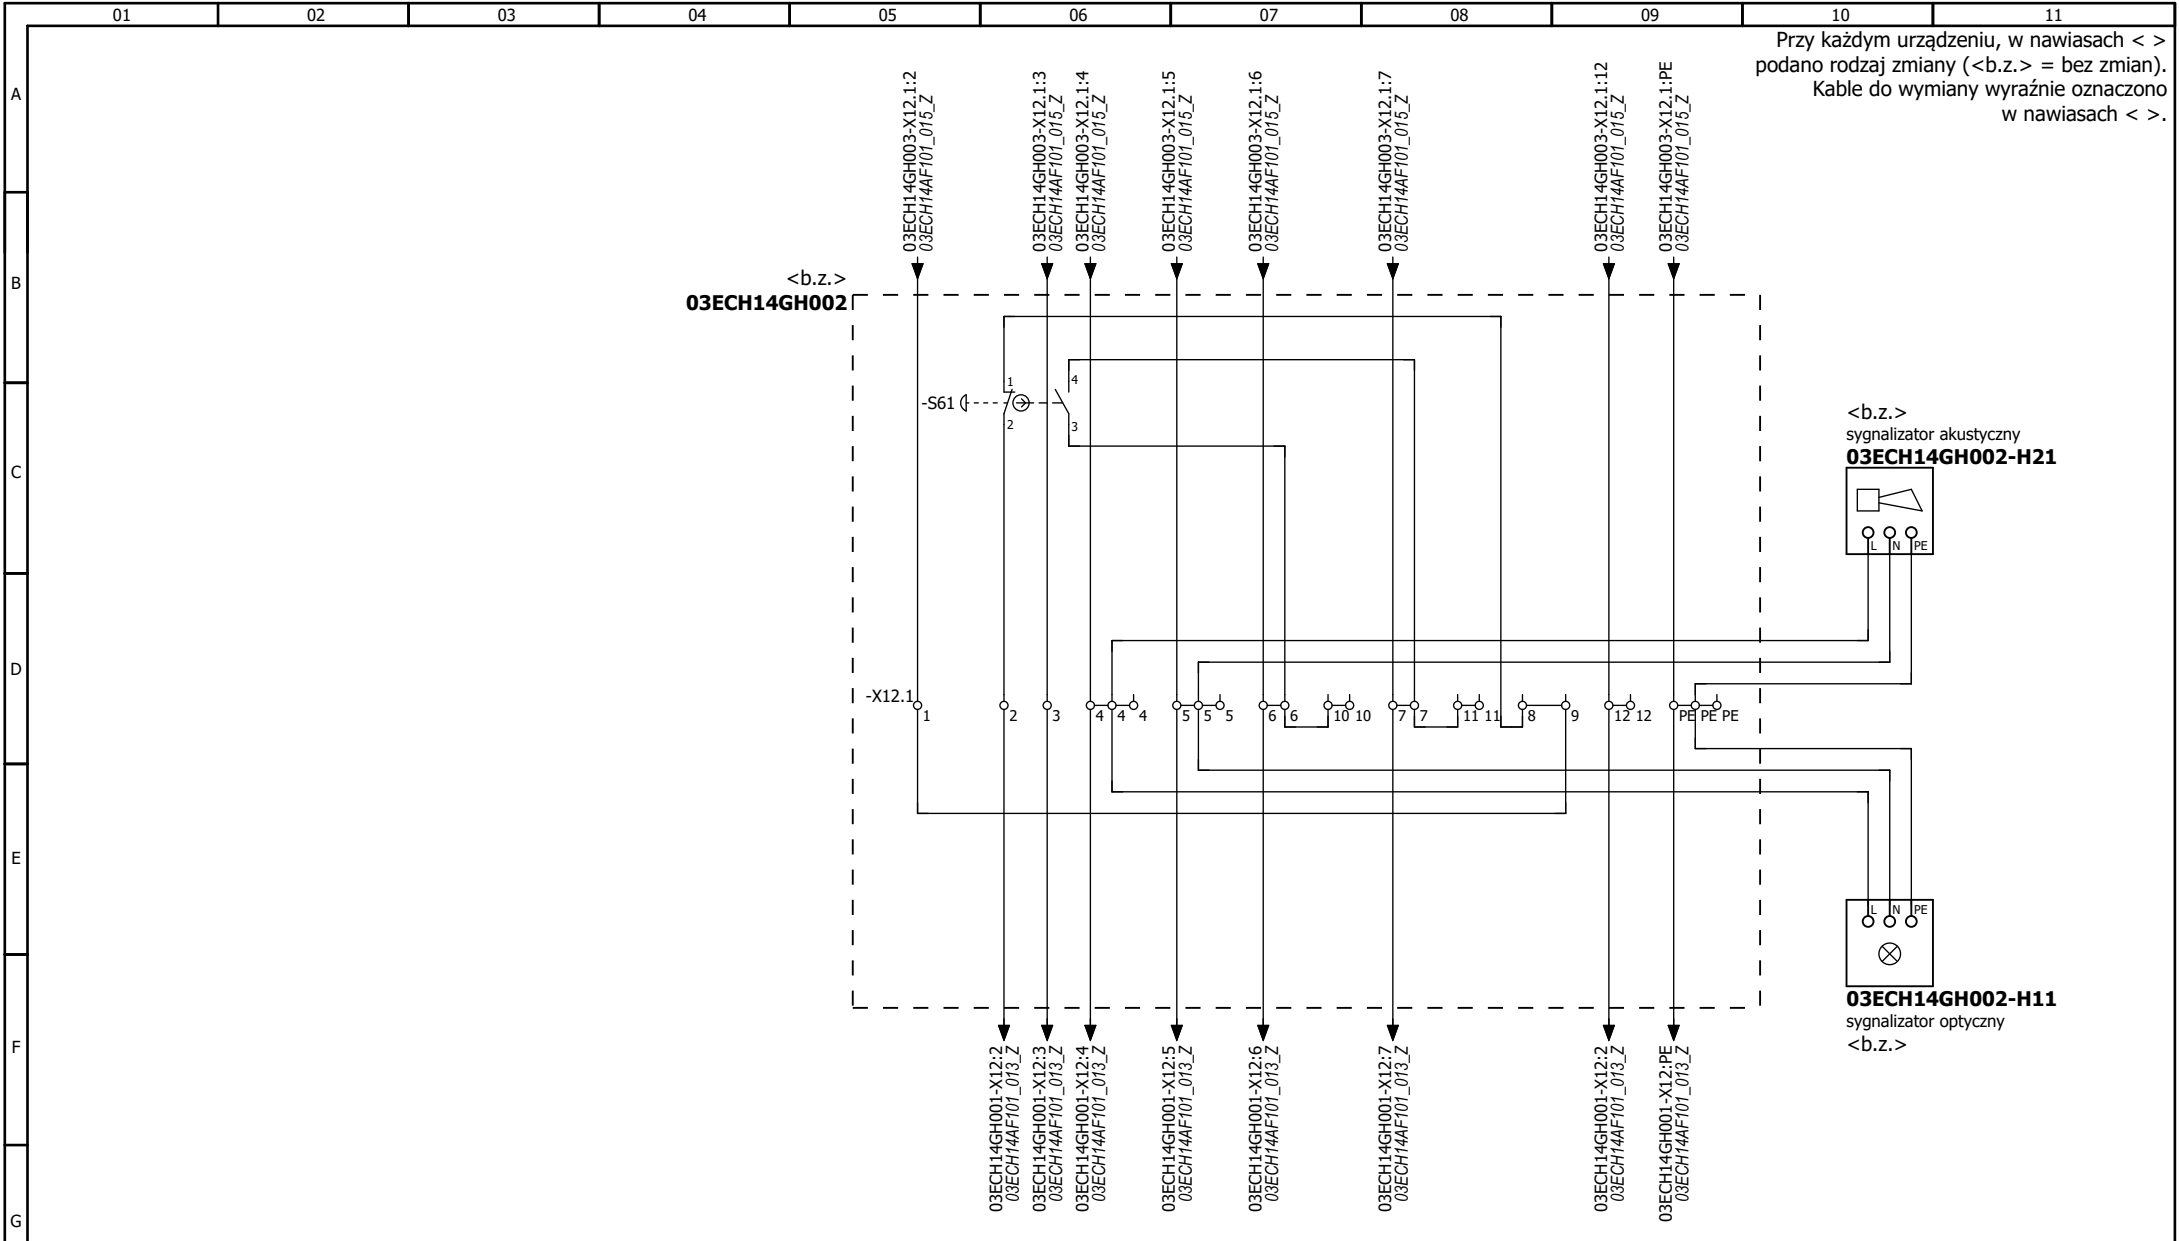 01 02 03 04 05 06 07 08 09 10 11
Przy każdym urządzeniu, w nawiasach < >
podano rodzaj zmiany (<b.z.> = bez zmian).
Kable do wymiany wyraźnie oznaczono
w nawiasach < >.
A
B
C
D
E
F
G
03ECH14GH003-X12.1:2
03ECH14AF101_015_Z
03ECH14GH003-X12.1:3
03ECH14AF101_015_Z
03ECH14GH003-X12.1:4
03ECH14AF101_015_Z
03ECH14GH003-X12.1:5
03ECH14AF101_015_Z
03ECH14GH003-X12.1:6
03ECH14AF101_015_Z
03ECH14GH003-X12.1:7
03ECH14AF101_015_Z
03ECH14GH003-X12.1:12
03ECH14AF101_015_Z
03ECH14GH003-X12.1:PE
03ECH14AF101_015_Z
<b.z.>
03ECH14GH002
1 4
-S61
2 3
<b.z.>
sygnalizator akustyczny
03ECH14GH002-H21
L N PE
-X12.1
1 2 3 4 4 4 5 5 5 6 6 10 10 7 7 11 11 8 9 12 12 PE PE PE
L N PE
03ECH14GH002-H11
sygnalizator optyczny
<b.z.>
03ECH14GH001-X12:2
03ECH14AF101_013_Z
03ECH14GH001-X12:3
03ECH14AF101_013_Z
03ECH14GH001-X12:4
03ECH14AF101_013_Z
03ECH14GH001-X12:5
03ECH14AF101_013_Z
03ECH14GH001-X12:6
03ECH14AF101_013_Z
03ECH14GH001-X12:7
03ECH14AF101_013_Z
03ECH14GH001-X12:2
03ECH14AF101_013_Z
03ECH14GH001-X12:PE
03ECH14AF101_013_Z